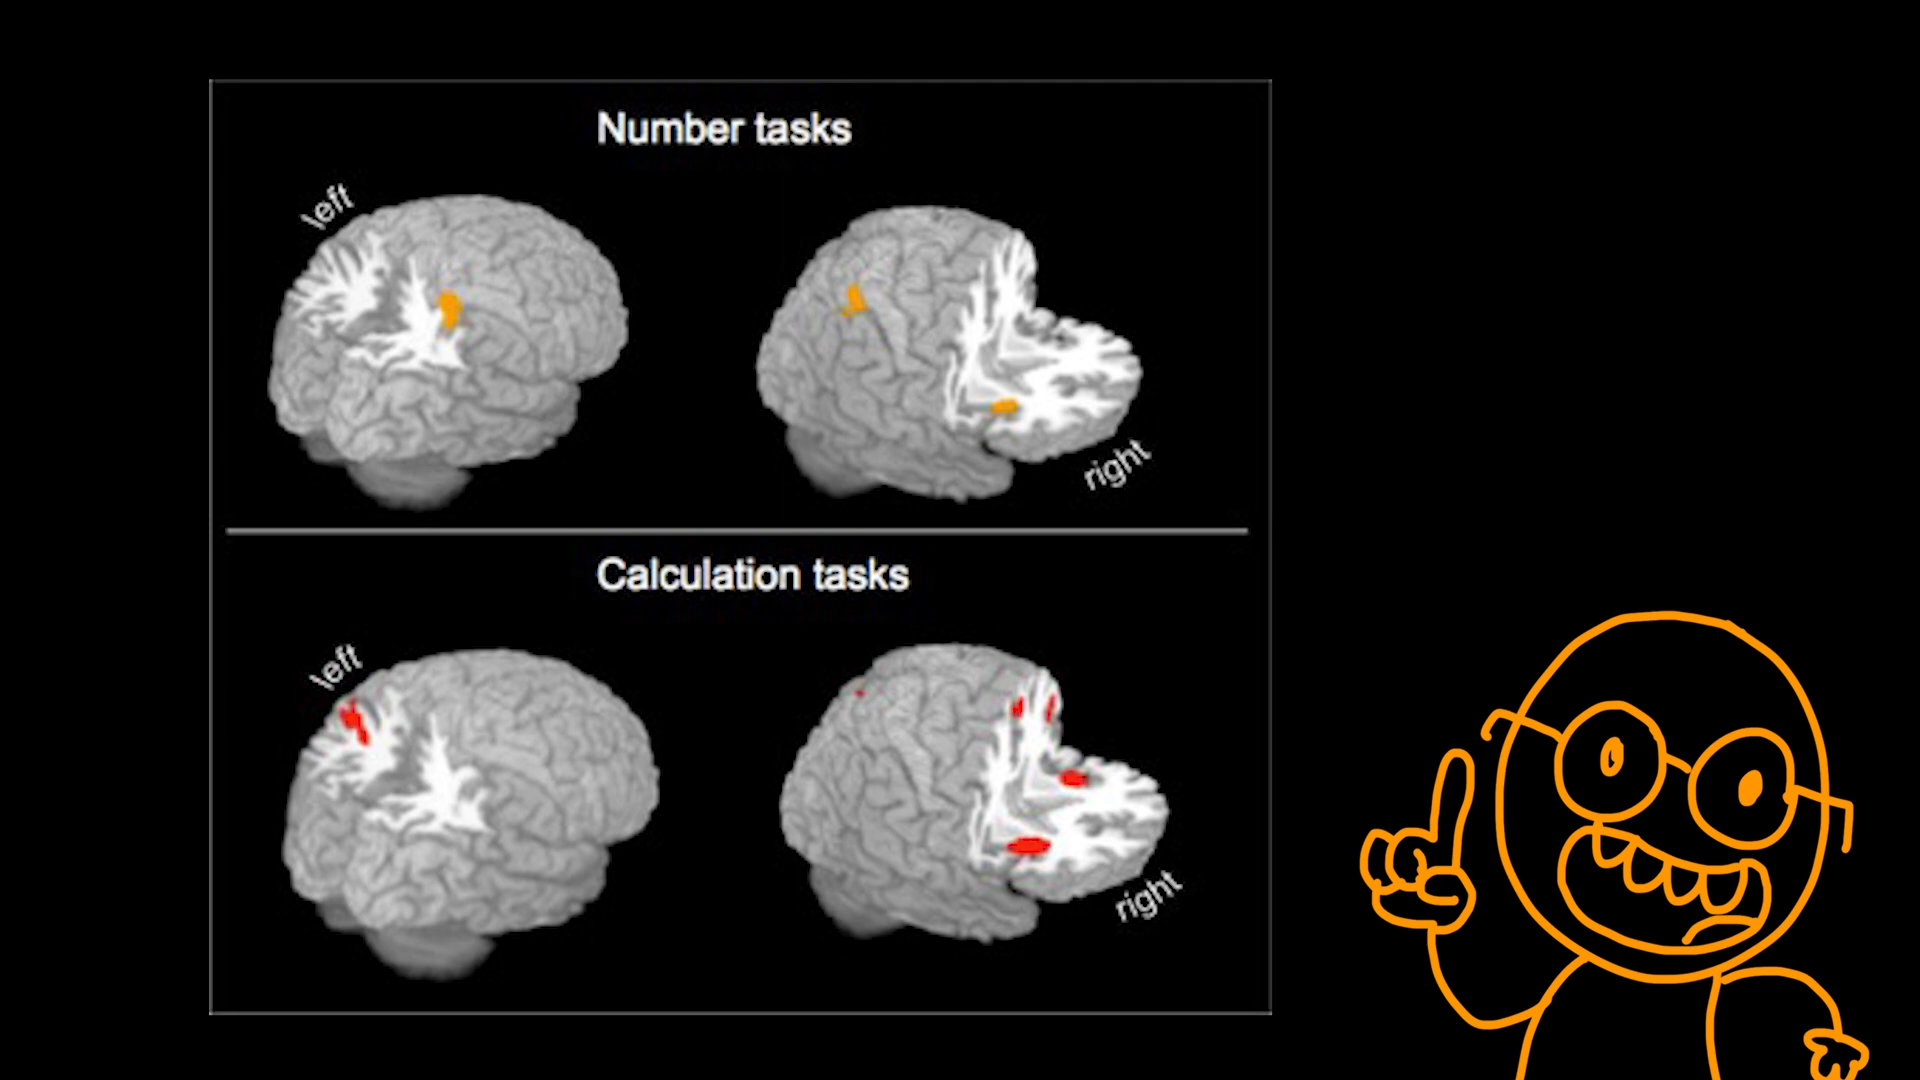 Number tasks
left
right
Calculation tasks
left
right